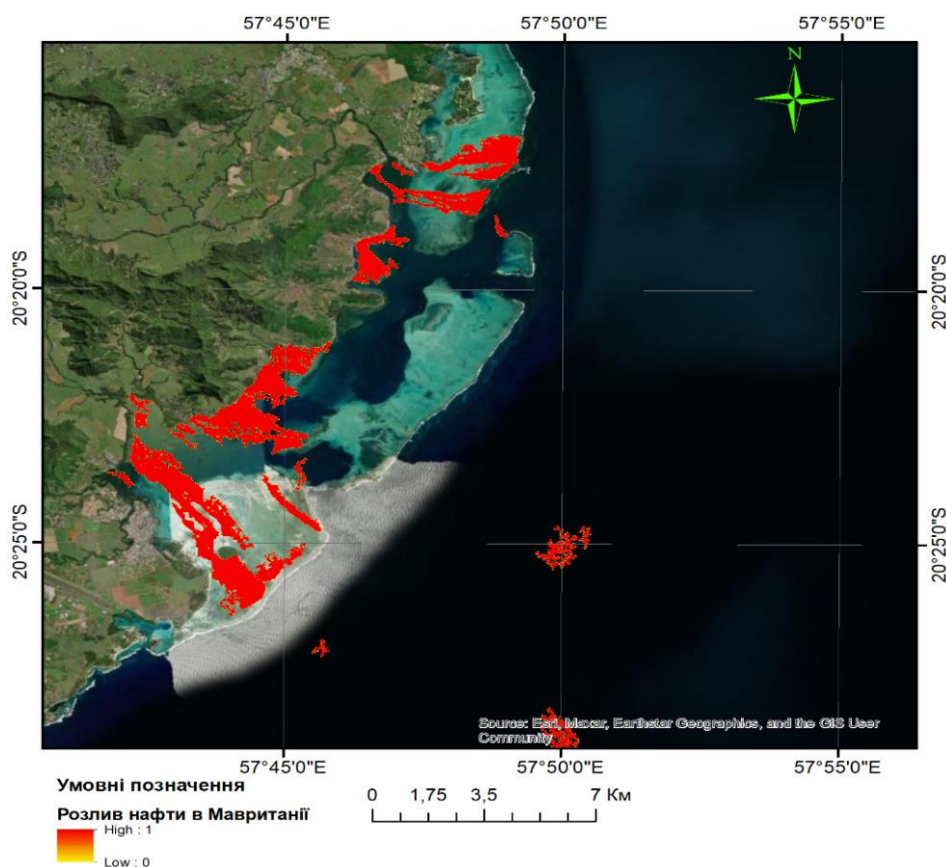 57°45'0"E 57°50'0"E 57°55'0"E
N
20°20'0"S 20°20'0"S
20°25'0"S 20°25'0"S
Source: Esri, Maxar, Earthstar Geographics, and the GIS User
Community
57°45'0"E 57°50'0"E 57°55'0"E
Умовні позначення
0 1,75 3,5 7 Км
Розлив нафти в Мавританії
High : 1
Low : 0